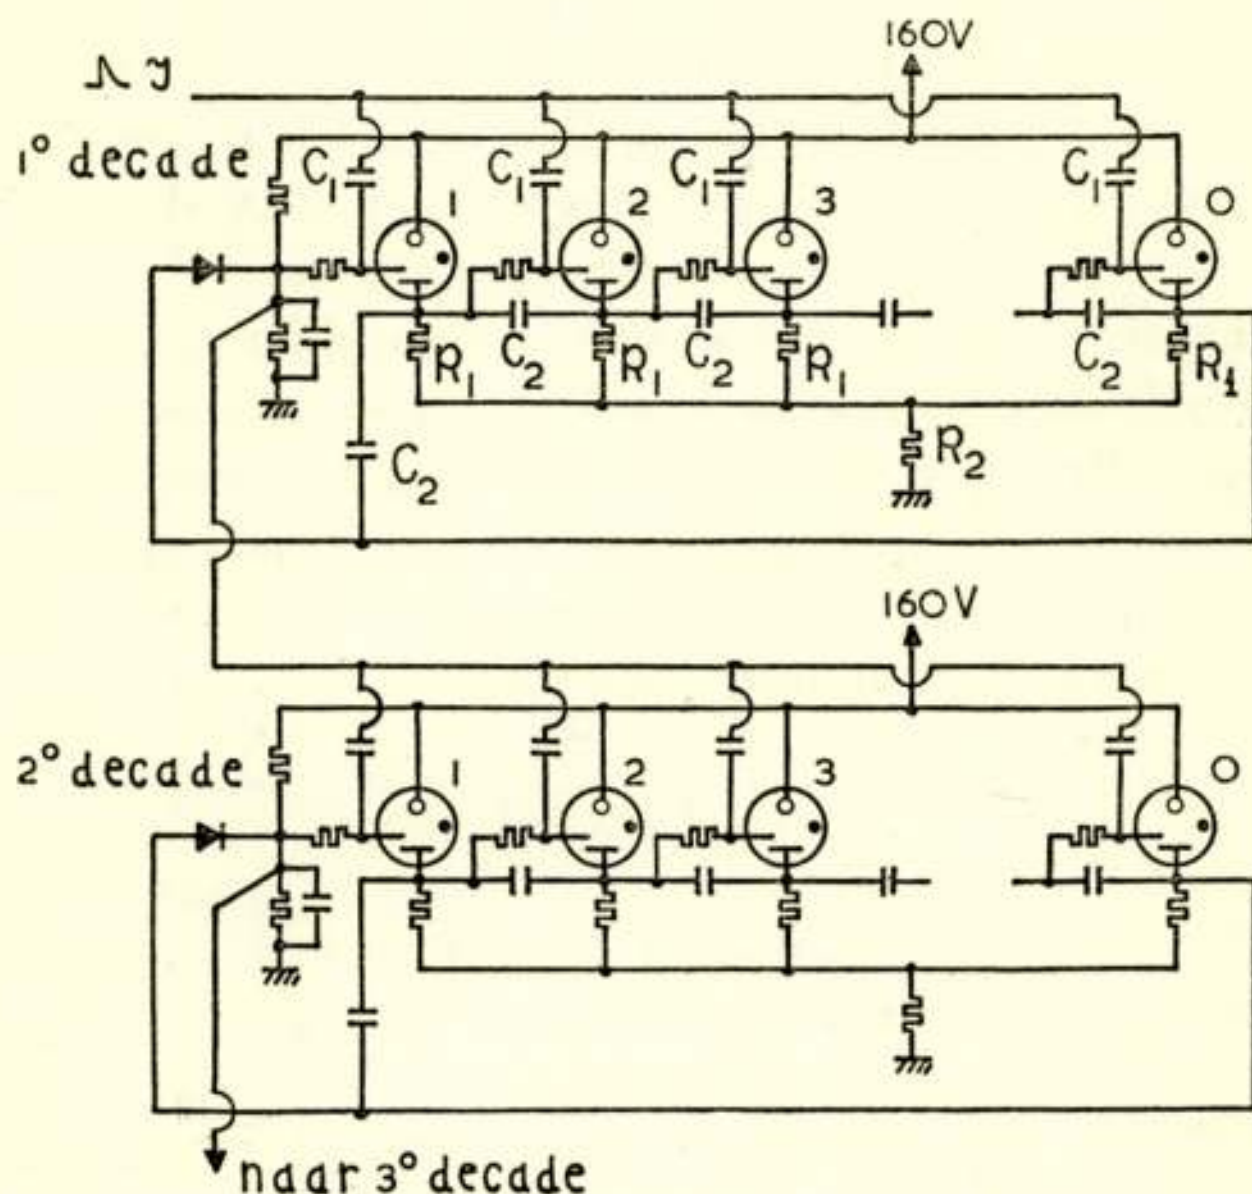 160V
y
1° decade
C₁ C₁ C₁ C₁
1 2 3 0
R₁ C₂ R₁ C₂ R₁ C₂ R₁
C₂ R₂
160V
2° decade
1 2 3 0
naar 3° decade